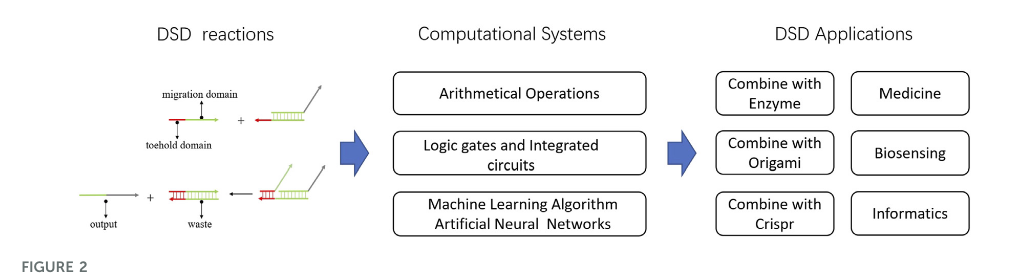 DSD reactions
Computational Systems
DSD Applications
migration domain
+
toehold domain
+
output
waste
Arithmetical Operations
Logic gates and Integrated
circuits
Machine Learning Algorithm
Artificial Neural Networks
Combine with
Enzyme
Medicine
Combine with
Origami
Biosensing
Combine with
Crispr
Informatics
FIGURE 2